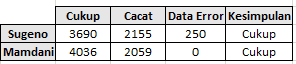 Cukup Cacat Data Error Kesimpulan
Sugeno 3690 2155 250 Cukup
Mamdani 4036 2059 0 Cukup